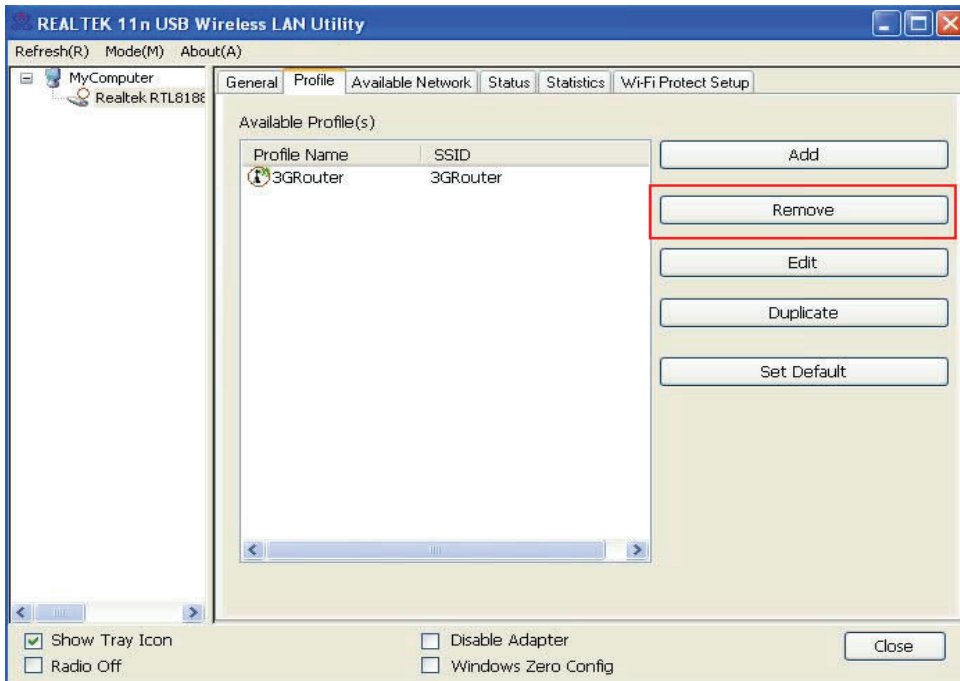 REALTEK 11n USB Wireless LAN Utility
Refresh(R) Mode(M) About(A)
MyComputer
Realtek RTL8188
General Profile Available Network Status Statistics Wi-Fi Protect Setup
Available Profile(s)
Profile Name SSID
3GRouter 3GRouter
Add
Remove
Edit
Duplicate
Set Default
Show Tray Icon
Radio Off
Disable Adapter
Windows Zero Config
Close